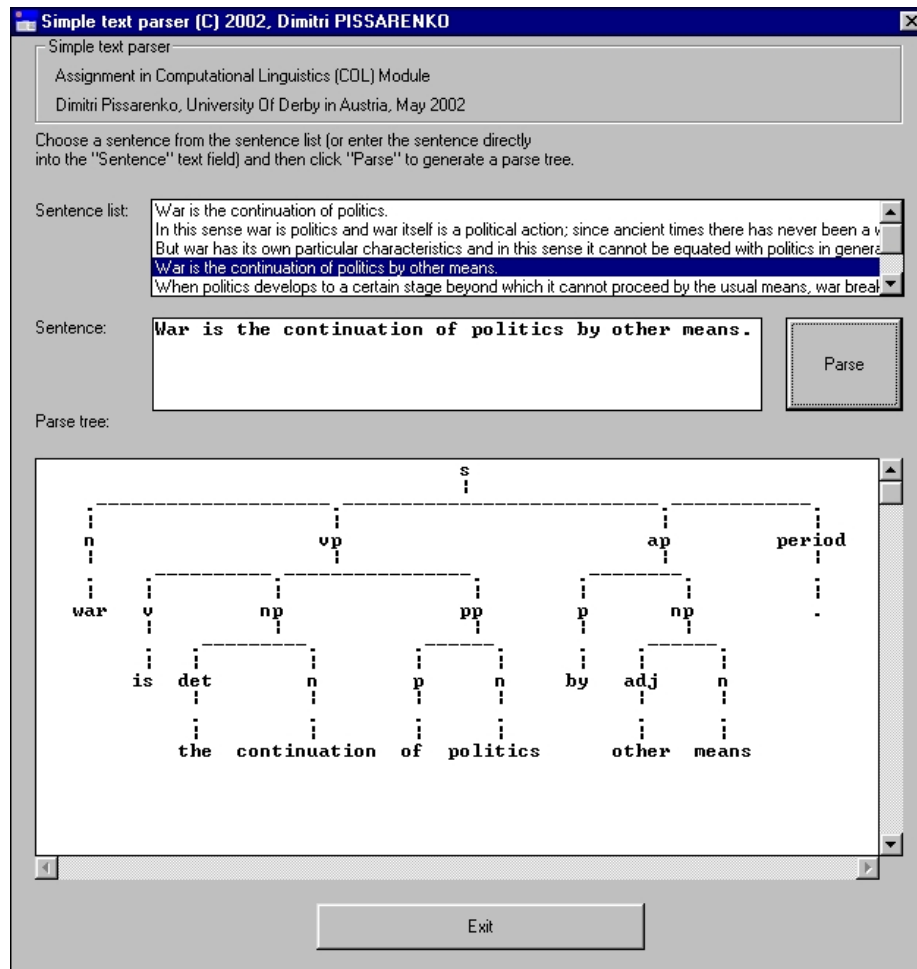 Simple text parser (C) 2002, Dimitri PISSARENKO
Simple text parser
Assignment in Computational Linguistics (COL) Module
Dimitri Pissarenko, University Of Derby in Austria, May 2002
Choose a sentence from the sentence list (or enter the sentence directly
into the "Sentence" text field) and then click "Parse" to generate a parse tree.
Sentence list:
War is the continuation of politics.
In this sense war is politics and war itself is a political action; since ancient times there has never been a
But war has its own particular characteristics and in this sense it cannot be equated with politics in
War is the continuation of politics by other means.
When politics develops to a certain stage beyond which it cannot proceed by the usual means, war
Sentence:
War is the continuation of politics by other means.
Parse
Parse tree:
s
n vp ap period
war v np pp p np .
is det n p n by adj n
the continuation of politics other means
Exit